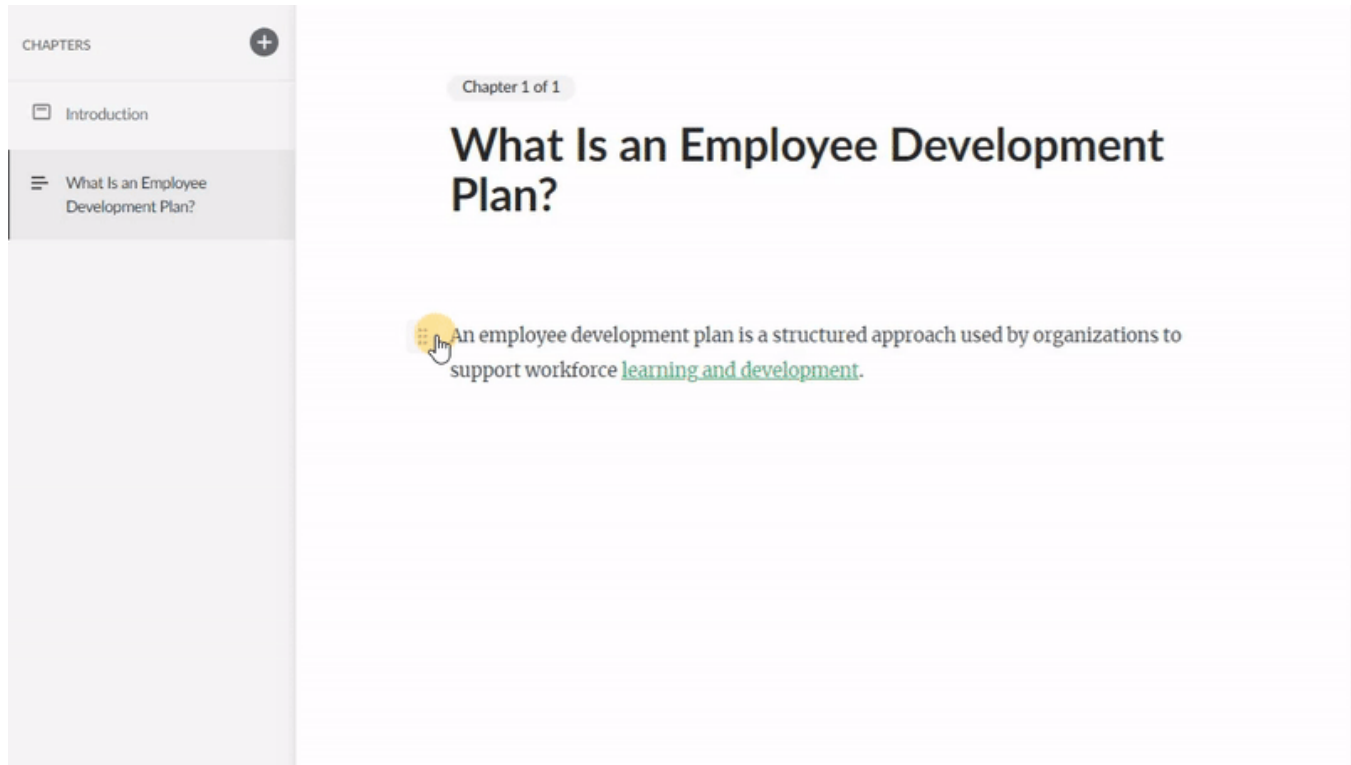 CHAPTERS
Introduction
What Is an Employee
Development Plan?
Chapter 1 of 1
What Is an Employee Development
Plan?
An employee development plan is a structured approach used by organizations to
support workforce learning and development.